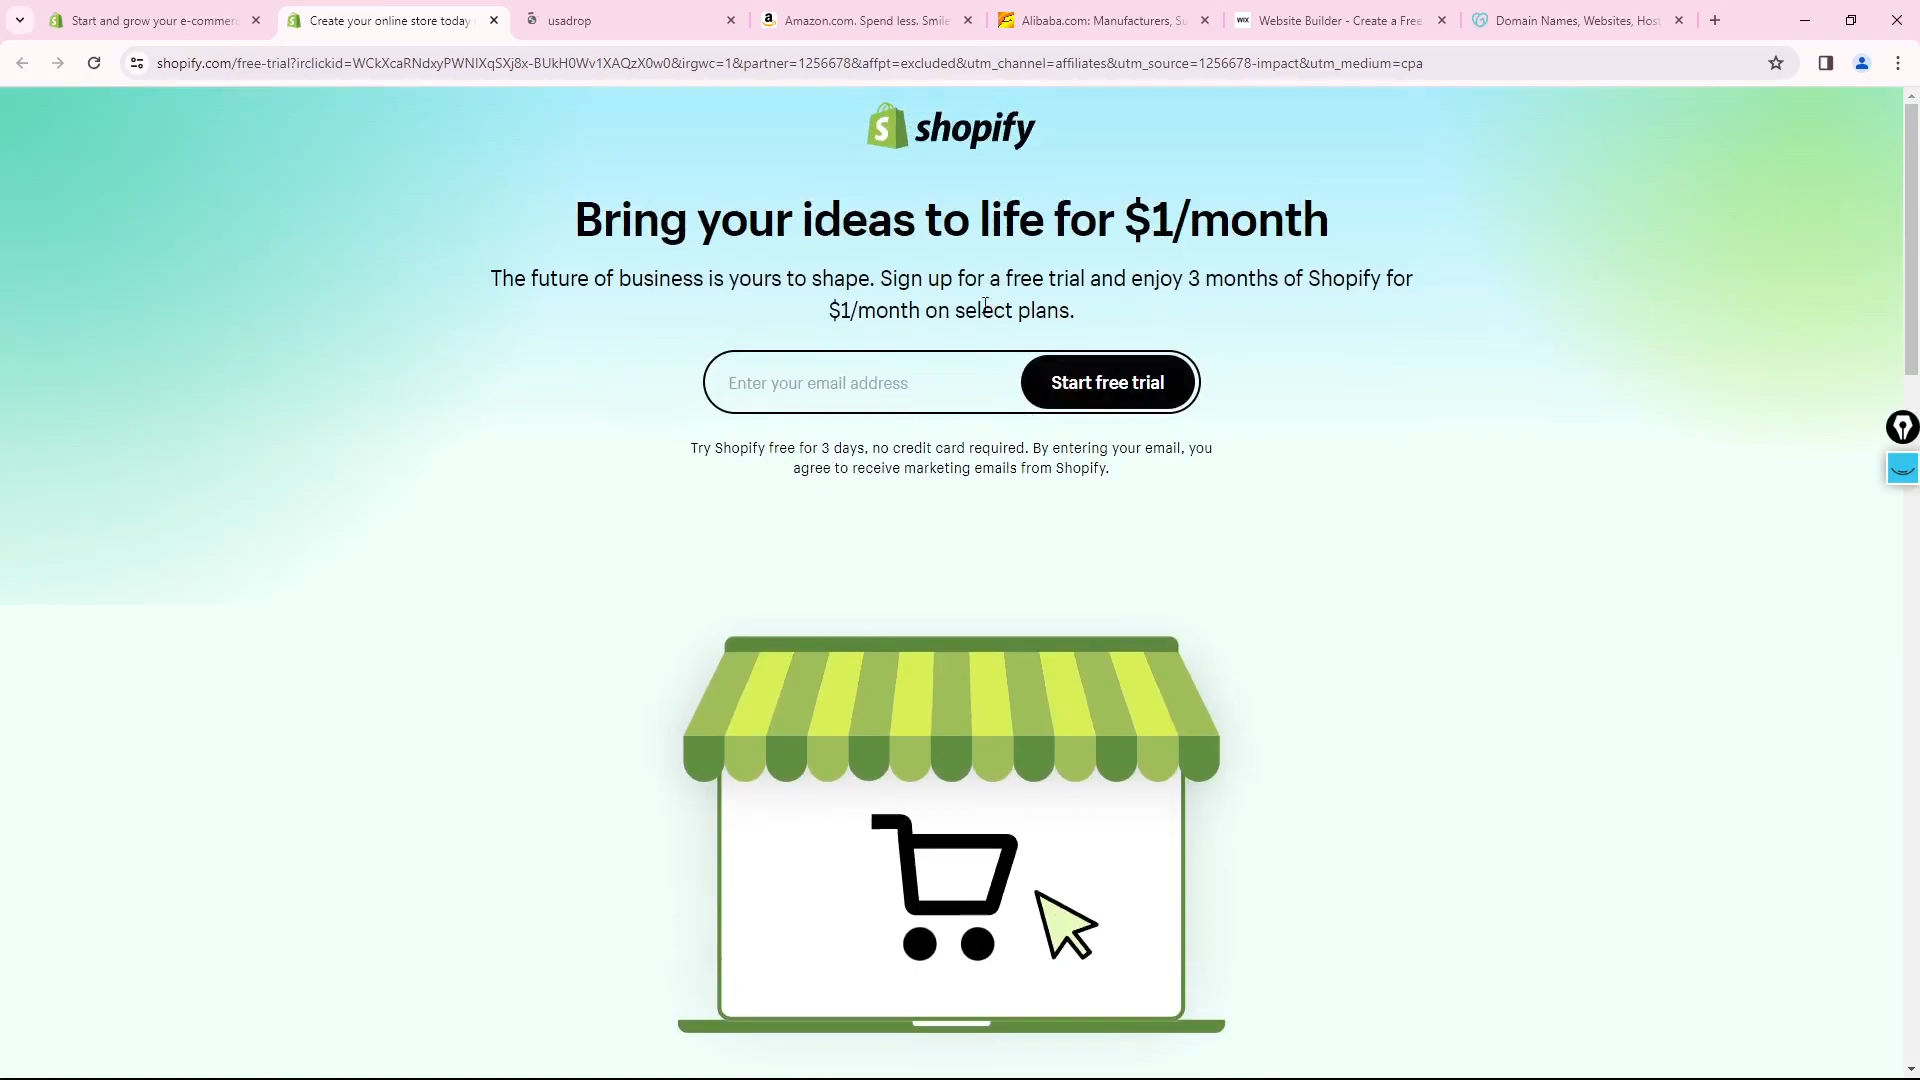 Start and grow your e-commerc
Create your online store today
usadrop
Amazon.com. Spend less. Smile
Alibaba.com: Manufacturers, Su
WIX
Website Builder - Create a Free
Domain Names, Websites, Host
shopify.com/free-trial?irclickid=WCkXcaRNdxyPWNIXqSXj8x-BUkH0Wv1XAQzX0w0&irgwc=1&partner=1256678&affpt=excluded&utm_channel=affiliates&utm_source=1256678-impact&utm_medium=cpa
shopify
Bring your ideas to life for $1/month
The future of business is yours to shape. Sign up for a free trial and enjoy 3 months of Shopify for
$1/month on select plans.
Enter your email address
Start free trial
Try Shopify free for 3 days, no credit card required. By entering your email, you
agree to receive marketing emails from Shopify.